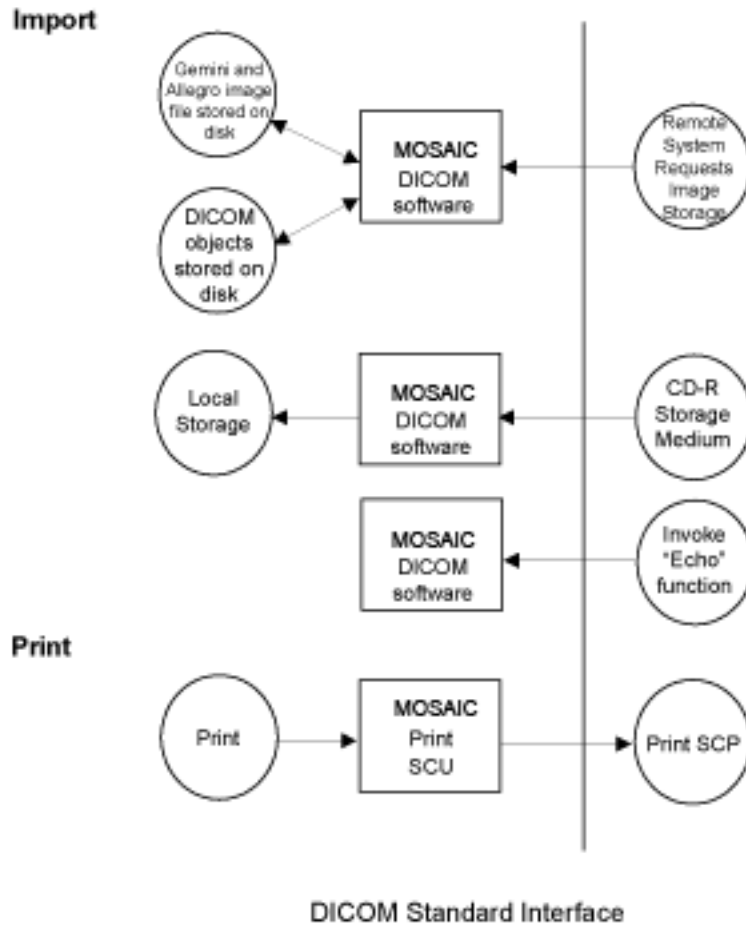 Import
Gemini and
Allegro image
file stored on
disk
MOSAIC
DICOM
software
Remote
System
Requests
Image
Storage
DICOM
objects
stored on
disk
Local
Storage
MOSAIC
DICOM
software
CD-R
Storage
Medium
MOSAIC
DICOM
software
Invoke
"Echo"
function
Print
Print
MOSAIC
Print
SCU
Print SCP
DICOM Standard Interface